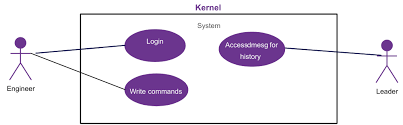 Kernel
System
Login
Accessdmesg for
history
Write commands
Engineer
Leader